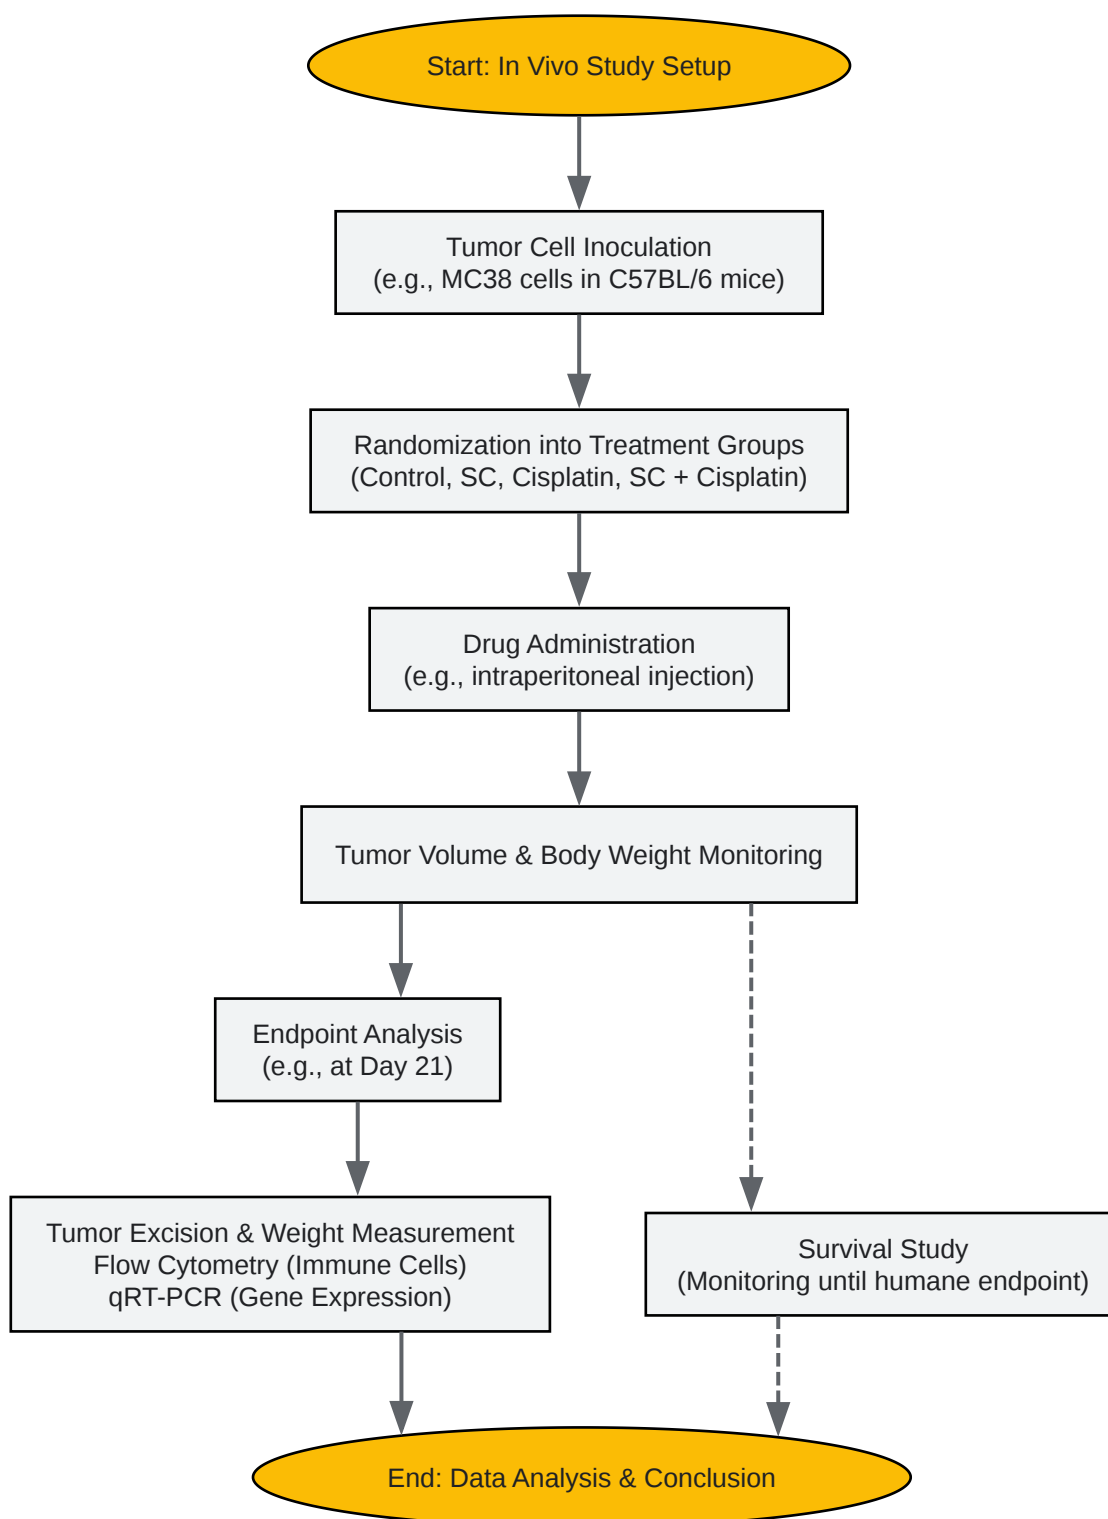 Start: In Vivo Study Setup
Tumor Cell Inoculation
(e.g., MC38 cells in C57BL/6 mice)
Randomization into Treatment Groups
(Control, SC, Cisplatin, SC + Cisplatin)
Drug Administration
(e.g., intraperitoneal injection)
Tumor Volume & Body Weight Monitoring
Endpoint Analysis
(e.g., at Day 21)
Tumor Excision & Weight Measurement
Flow Cytometry (Immune Cells)
qRT-PCR (Gene Expression)
Survival Study
(Monitoring until humane endpoint)
End: Data Analysis & Conclusion